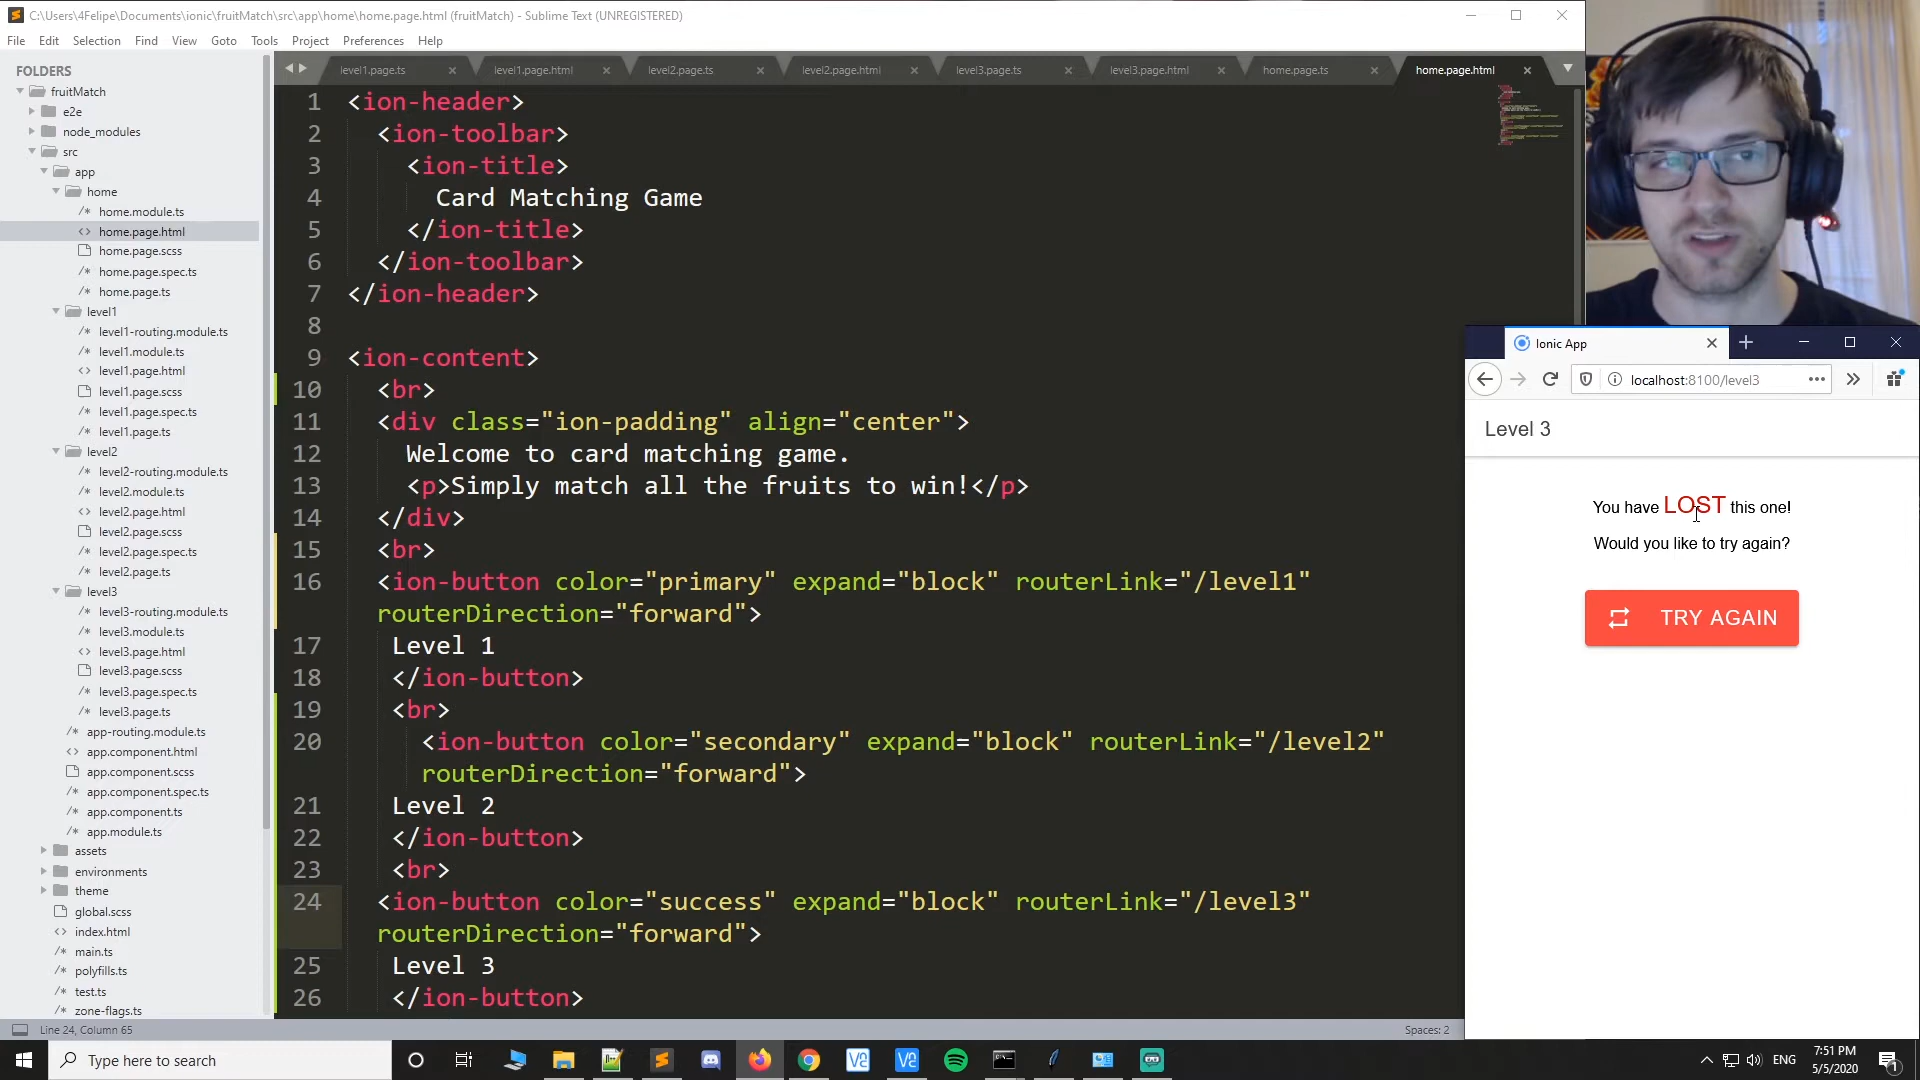 C:\Users\4Felipe\Documents\ionic\fruitMatch\src\app\home\home.page.html (fruitMatch) - Sublime Text (UNREGISTERED)
File Edit Selection Find View Goto Tools Project Preferences Help
FOLDERS
fruitMatch
e2e
node_modules
src
app
home
home.module.ts
home.page.html
home.page.scss
home.page.spec.ts
home.page.ts
level1
level1-routing.module.ts
level1.module.ts
level1.page.html
level1.page.scss
level1.page.spec.ts
level1.page.ts
level2
level2-routing.module.ts
level2.module.ts
level2.page.html
level2.page.scss
level2.page.spec.ts
level2.page.ts
level3
level3-routing.module.ts
level3.module.ts
level3.page.html
level3.page.scss
level3.page.spec.ts
level3.page.ts
app-routing.module.ts
app.component.html
app.component.scss
app.component.spec.ts
app.component.ts
app.module.ts
assets
environments
theme
global.scss
index.html
main.ts
polyfills.ts
test.ts
zone-flags.ts
level1.page.ts level1.page.html level2.page.ts level2.page.html level3.page.ts level3.page.html home.page.ts home.page.html
1 <ion-header>
2 <ion-toolbar>
3 <ion-title>
4 Card Matching Game
5 </ion-title>
6 </ion-toolbar>
7 </ion-header>
8
9 <ion-content>
10 <br>
11 <div class="ion-padding" align="center">
12 Welcome to card matching game.
13 <p>Simply match all the fruits to win!</p>
14 </div>
15 <br>
16 <ion-button color="primary" expand="block" routerLink="/level1"
routerDirection="forward">
17 Level 1
18 </ion-button>
19 <br>
20 <ion-button color="secondary" expand="block" routerLink="/level2"
routerDirection="forward">
21 Level 2
22 </ion-button>
23 <br>
24 <ion-button color="success" expand="block" routerLink="/level3"
routerDirection="forward">
25 Level 3
26 </ion-button>
Ionic App
localhost:8100/level3
Level 3
You have LOST this one!
Would you like to try again?
TRY AGAIN
Line 24, Column 65
Spaces: 2
Type here to search
ENG
7:51 PM
5/5/2020
1